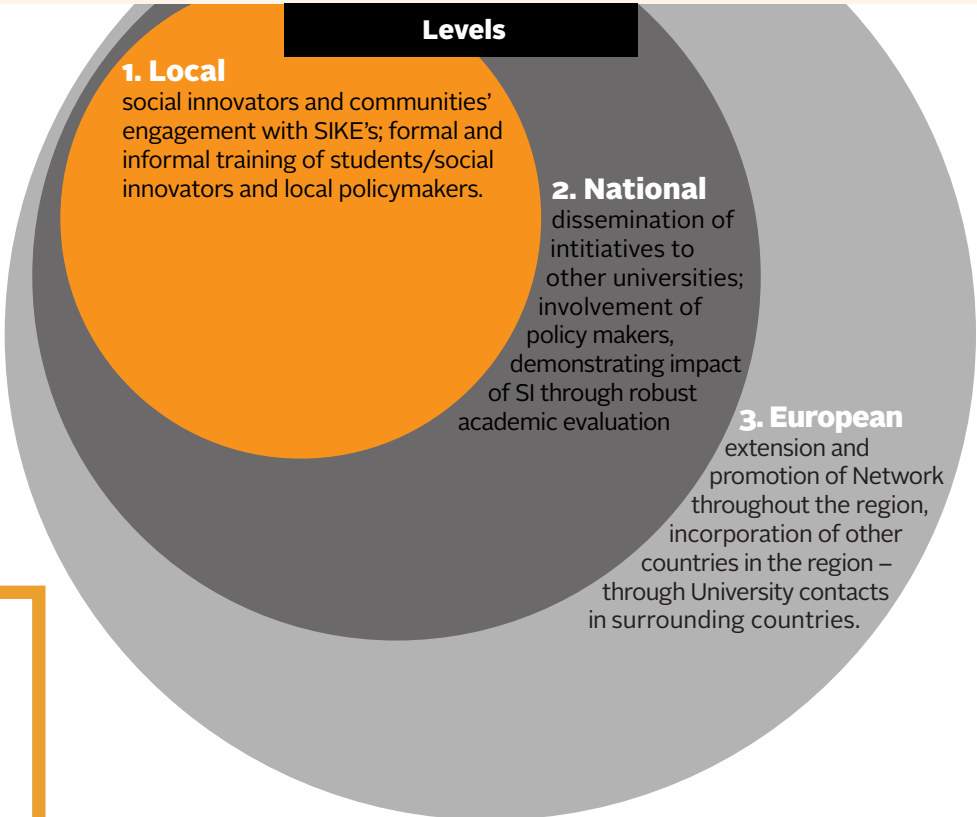 Levels
1. Local
social innovators and communities’
engagement with SIKE’s; formal and
informal training of students/social
innovators and local policymakers.
2. National
dissemination of
intitiatives to
other universities;
involvement of
policy makers,
demonstrating impact
of SI through robust
academic evaluation
3. European
extension and
promotion of Network
throughout the region,
incorporation of other
countries in the region –
through University contacts
in surrounding countries.